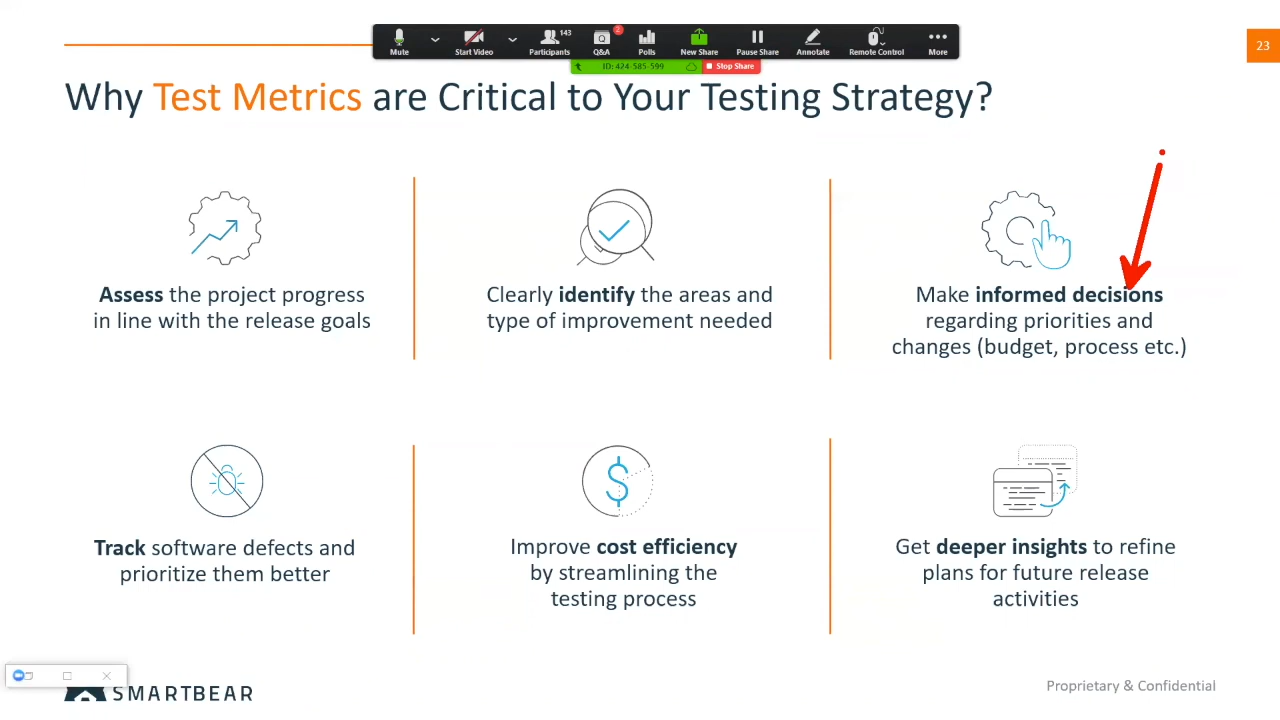 Mute
Start Video
Participants
143
Q&A
2
Polls
New Share
Pause Share
Annotate
Remote Control
More
ID: 424-585-599
Stop Share
23
Why Test Metrics are Critical to Your Testing Strategy?
Assess the project progress
in line with the release goals
Clearly identify the areas and
type of improvement needed
Make informed decisions
regarding priorities and
changes (budget, process etc.)
Track software defects and
prioritize them better
Improve cost efficiency
by streamlining the
testing process
Get deeper insights to refine
plans for future release
activities
SMARTBEAR
Proprietary & Confidential